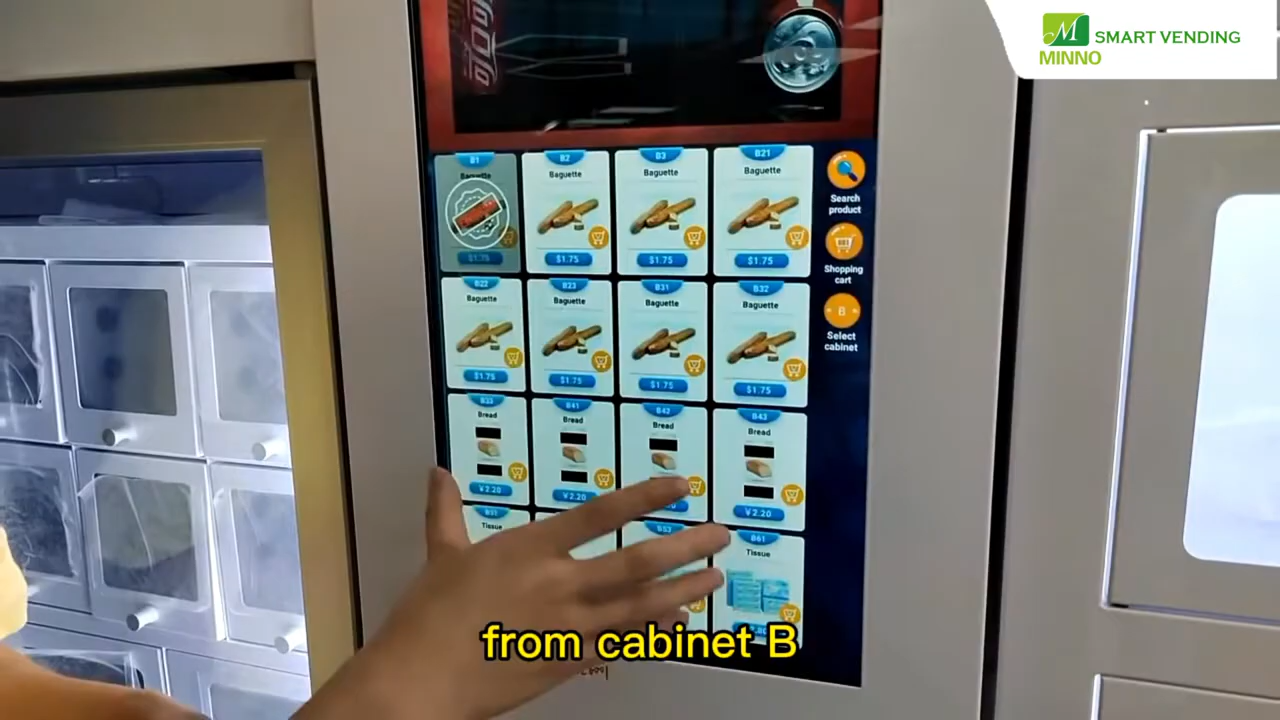 SMART VENDING
MINNO
B1
Baguette
$1.75
B2
Baguette
$1.75
B3
Baguette
$1.75
B21
Baguette
$1.75
Search
product
Shopping
cart
B
Select
cabinet
B22
Baguette
$1.75
B23
Baguette
$1.75
B31
Baguette
$1.75
B32
Baguette
$1.75
B33
Bread
¥2.20
B41
Bread
¥2.20
B42
Bread
B43
Bread
¥2.20
B51
Tissue
B53
B61
Tissue
from cabinet B